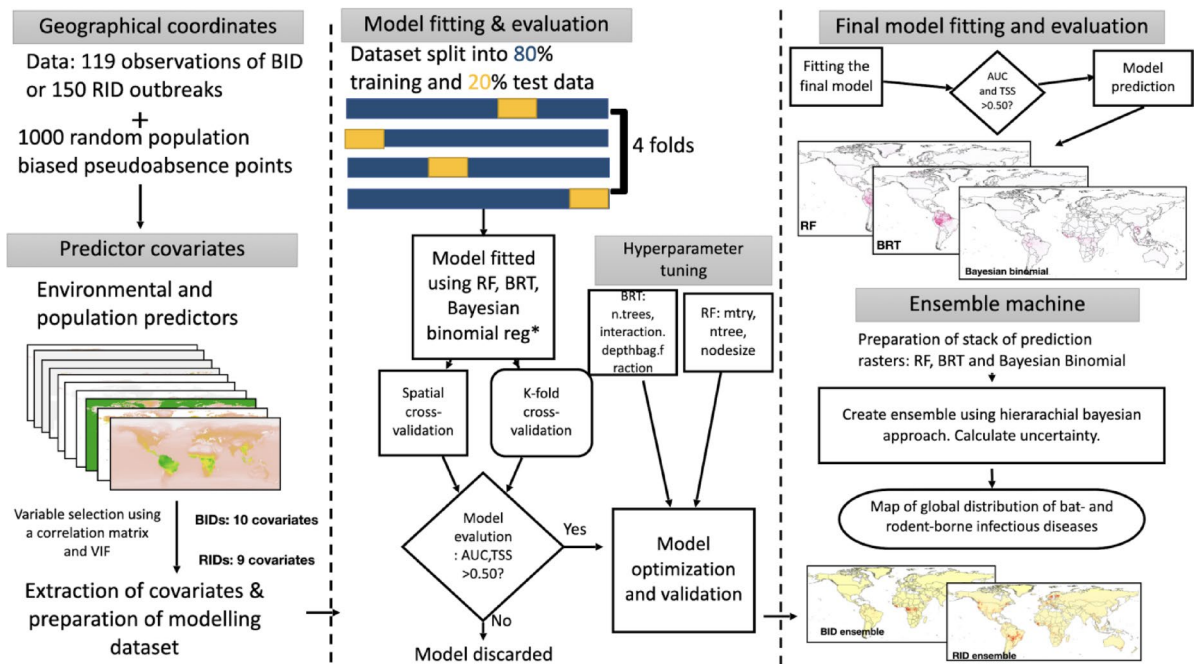 Geographical coordinates
Data: 119 observations of BID
or 150 RID outbreaks
+
1000 random population
biased pseudoabsence points
Predictor covariates
Environmental and
population predictors
Variable selection using
a correlation matrix
and VIF
BIDs: 10 covariates
RIDs: 9 covariates
Extraction of covariates &
preparation of modelling
dataset
Model fitting & evaluation
Dataset split into 80%
training and 20% test data
4 folds
Model fitted
using RF, BRT,
Bayesian
binomial reg*
Spatial
cross-
validation
K-fold
cross-
validation
Model
evalution
: AUC,TSS
>0.50?
Yes
No
Model discarded
Hyperparameter
tuning
BRT:
n.trees,
interaction.
depthbag.f
raction
RF: mtry,
ntree,
nodesize
Model
optimization
and validation
Final model fitting and evaluation
Fitting the
final model
AUC
and TSS
>0.50?
Model
prediction
RF
BRT
Bayesian binomial
Ensemble machine
Preparation of stack of prediction
rasters: RF, BRT and Bayesian Binomial
Create ensemble using hierarachial bayesian
approach. Calculate uncertainty.
Map of global distribution of bat- and
rodent-borne infectious diseases
BID ensemble
RID ensemble